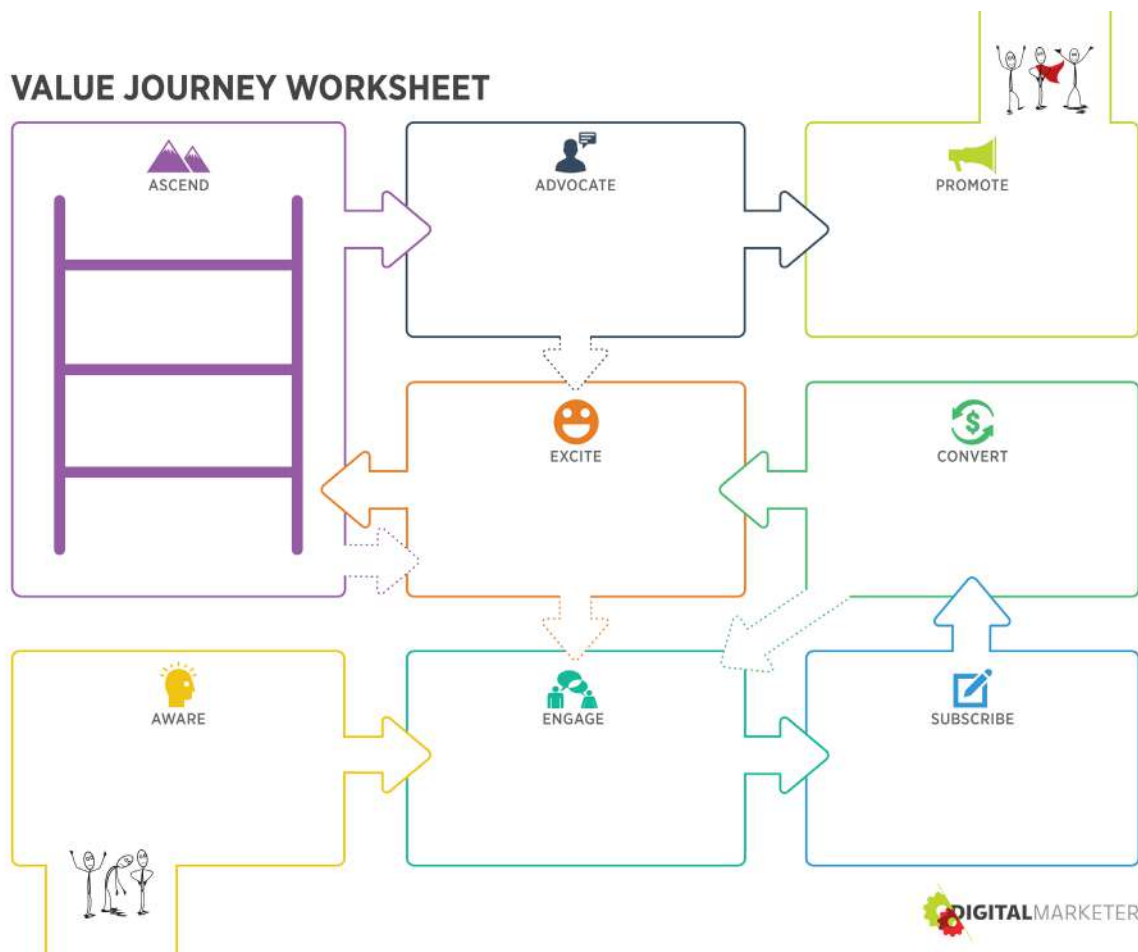 VALUE JOURNEY WORKSHEET
ASCEND
ADVOCATE
PROMOTE
EXCITE
$
CONVERT
AWARE
ENGAGE
SUBSCRIBE
DIGITALMARKETER